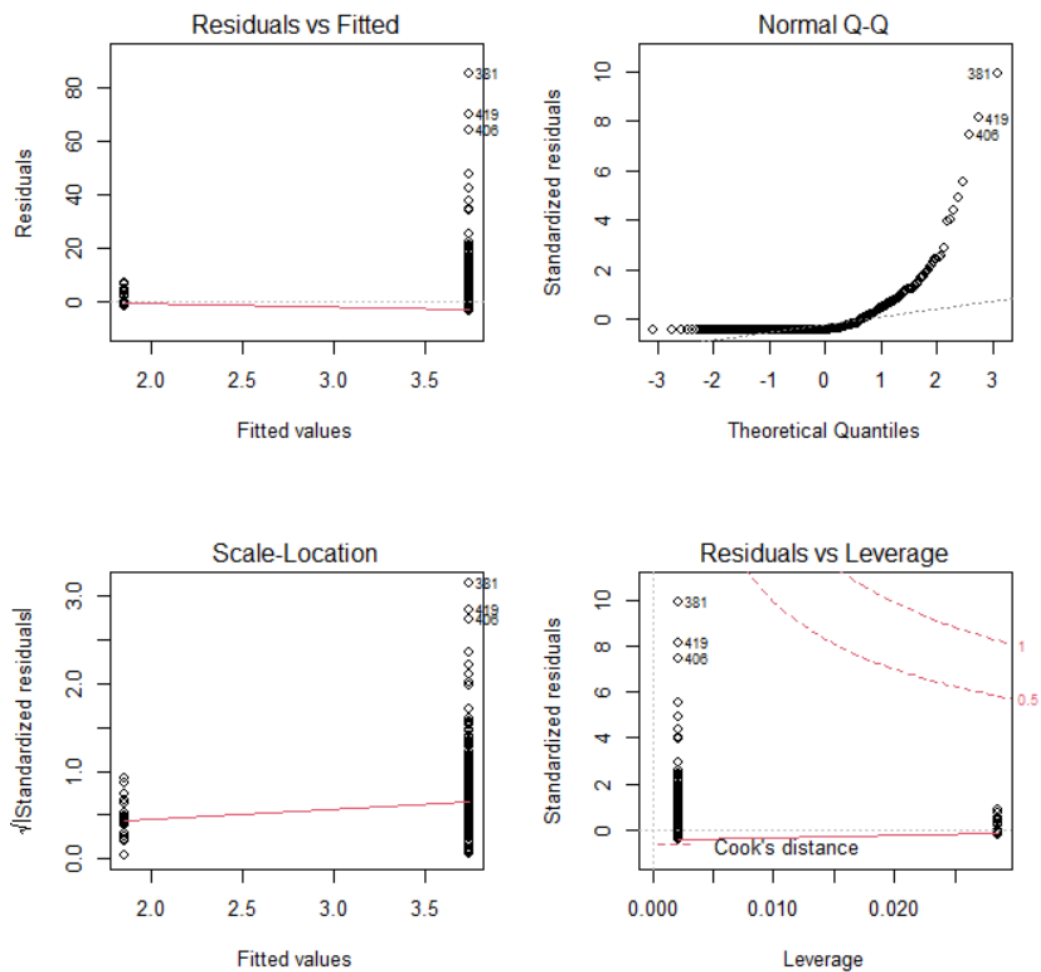 Residuals vs Fitted
Residuals
80
60
40
20
0
381
419
406
2.0 2.5 3.0 3.5
Fitted values
Normal Q-Q
Standardized residuals
10
8
6
4
2
0
381
419
406
-3 -2 -1 0 1 2 3
Theoretical Quantiles
Scale-Location
√|Standardized residuals|
3.0
2.0
1.0
0.0
381
419
406
2.0 2.5 3.0 3.5
Fitted values
Residuals vs Leverage
Standardized residuals
10
8
6
4
2
0
381
419
406
1
0.5
Cook's distance
0.000 0.010 0.020
Leverage